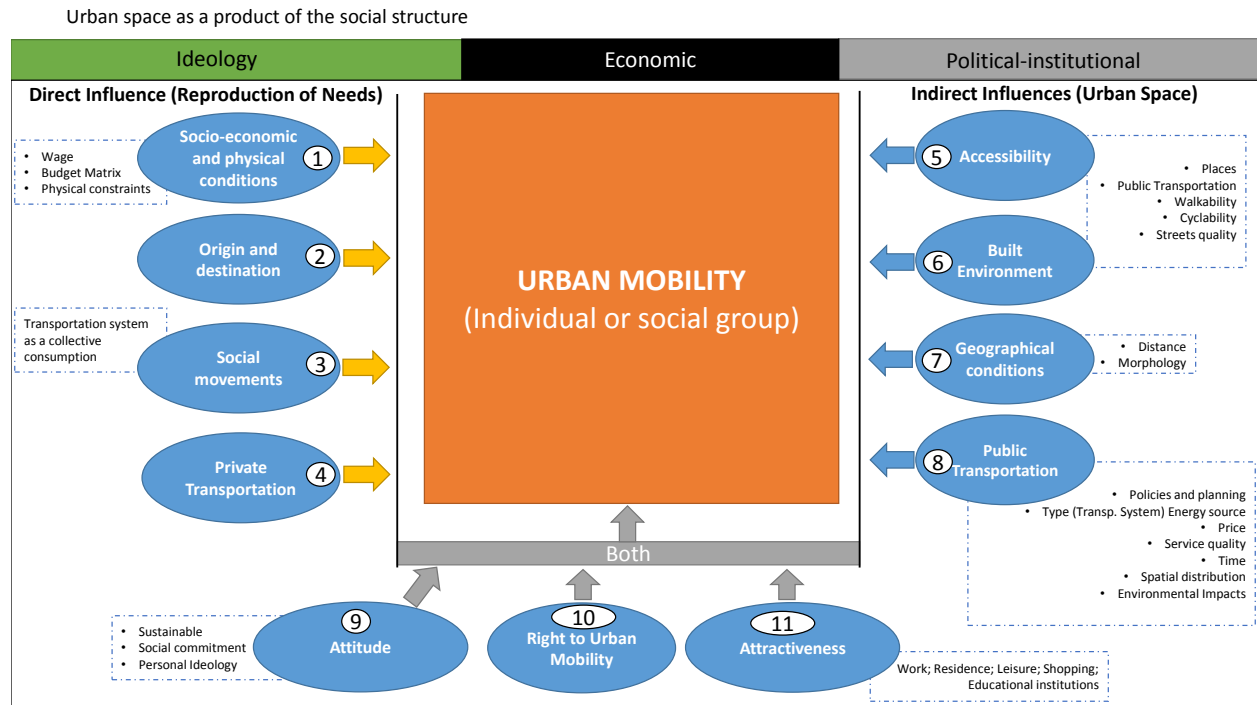 Urban space as a product of the social structure
Ideology
Economic
Political-institutional
Direct Influence (Reproduction of Needs)
Indirect Influences (Urban Space)
Socio-economic
and physical
conditions
1
• Wage
• Budget Matrix
• Physical constraints
Origin and
destination
2
Transportation system
as a collective
consumption
Social
movements
3
Private
Transportation
4
URBAN MOBILITY
(Individual or social group)
5
Accessibility
• Places
• Public Transportation
• Walkability
• Cyclability
• Streets quality
6
Built
Environment
7
Geographical
conditions
• Distance
• Morphology
8
Public
Transportation
• Policies and planning
• Type (Transp. System) Energy source
• Price
• Service quality
• Time
• Spatial distribution
• Environmental Impacts
Both
9
Attitude
• Sustainable
• Social commitment
• Personal Ideology
10
Right to Urban
Mobility
11
Attractiveness
Work; Residence; Leisure; Shopping;
Educational institutions